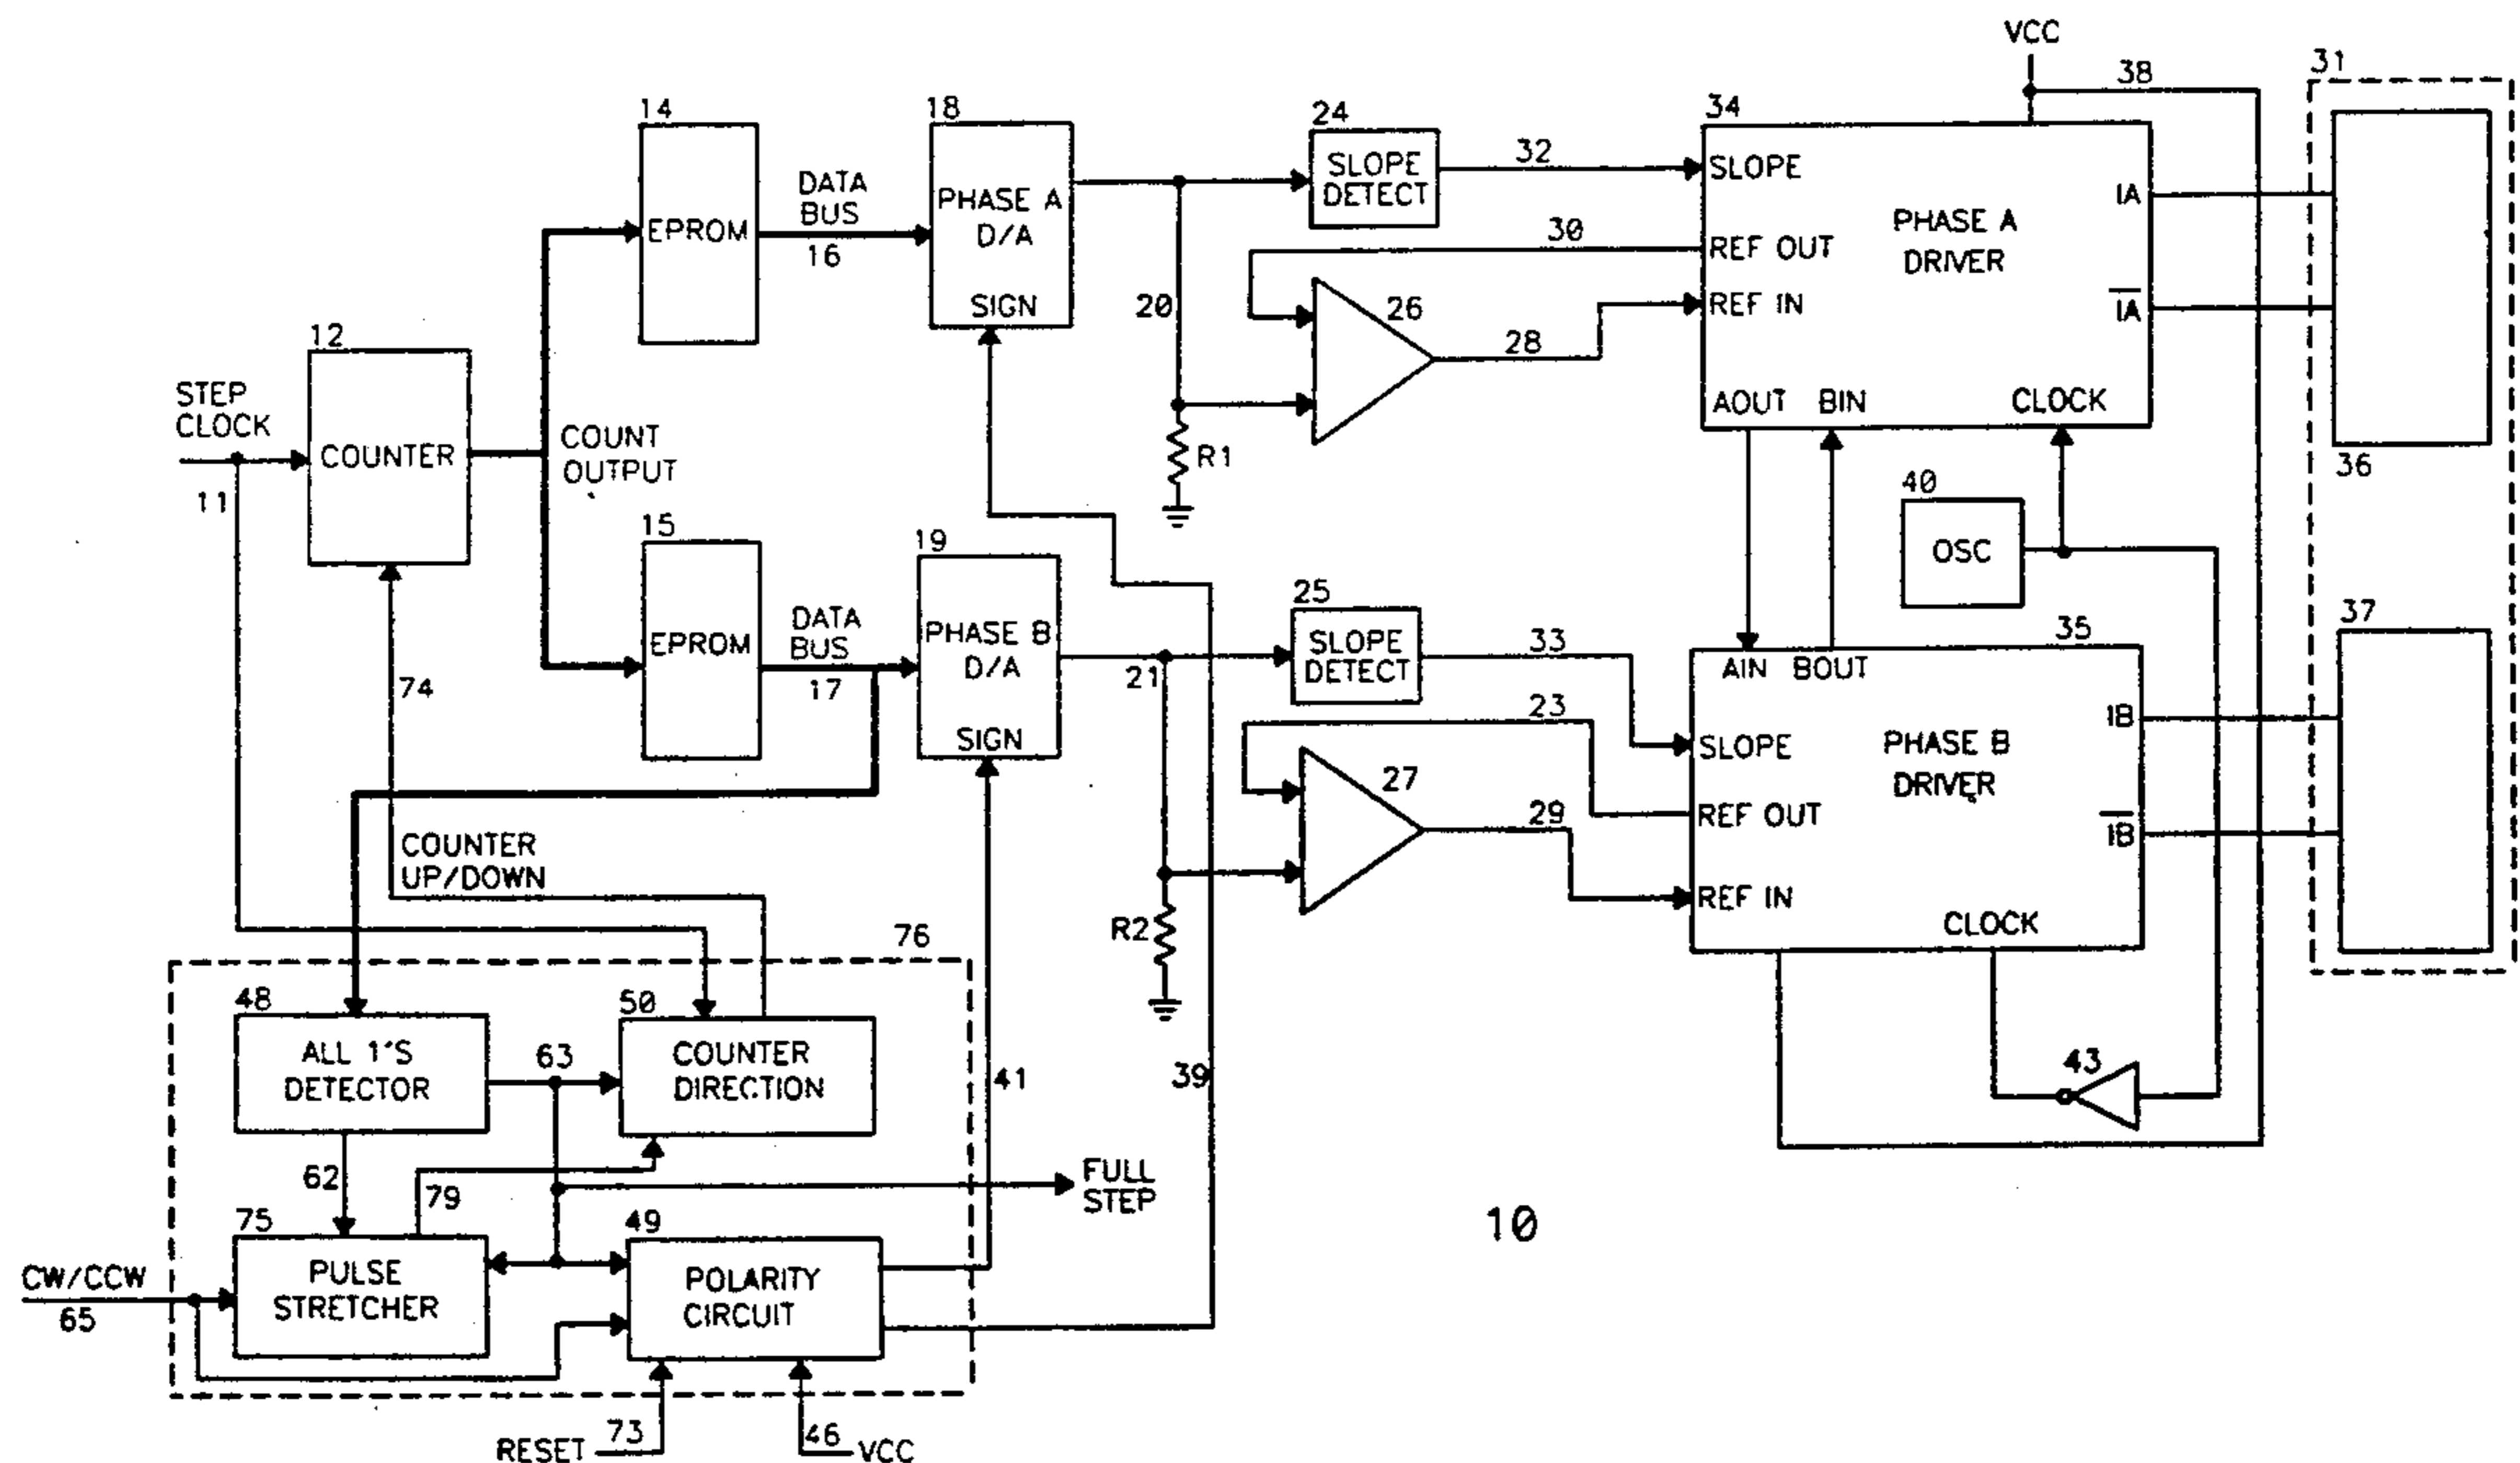 VCC
31
38
14
18
24
34
SLOPE
DETECT
32
SLOPE
DATA
BUS
PHASE A
D/A
IA
PHASE A
DRIVER
EPROM
16
30
REF OUT
SIGN
20
26
REF IN
IA
12
28
STEP
CLOCK
AOUT
BIN
CLOCK
COUNT
OUTPUT
COUNTER
R1
36
11
40
15
19
OSC
25
37
DATA
BUS
EPROM
PHASE B
D/A
SLOPE
DETECT
33
35
AIN
BOUT
74
17
21
23
IB
SIGN
SLOPE
PHASE B
DRIVER
27
29
REF OUT
IB
COUNTER
UP/DOWN
REF IN
76
R2
CLOCK
48
50
ALL 1'S
DETECTOR
63
COUNTER
DIRECTION
41
39
43
62
79
FULL
STEP
75
49
10
CW/CCW
65
PULSE
STRETCHER
POLARITY
CIRCUIT
RESET
73
46
VCC